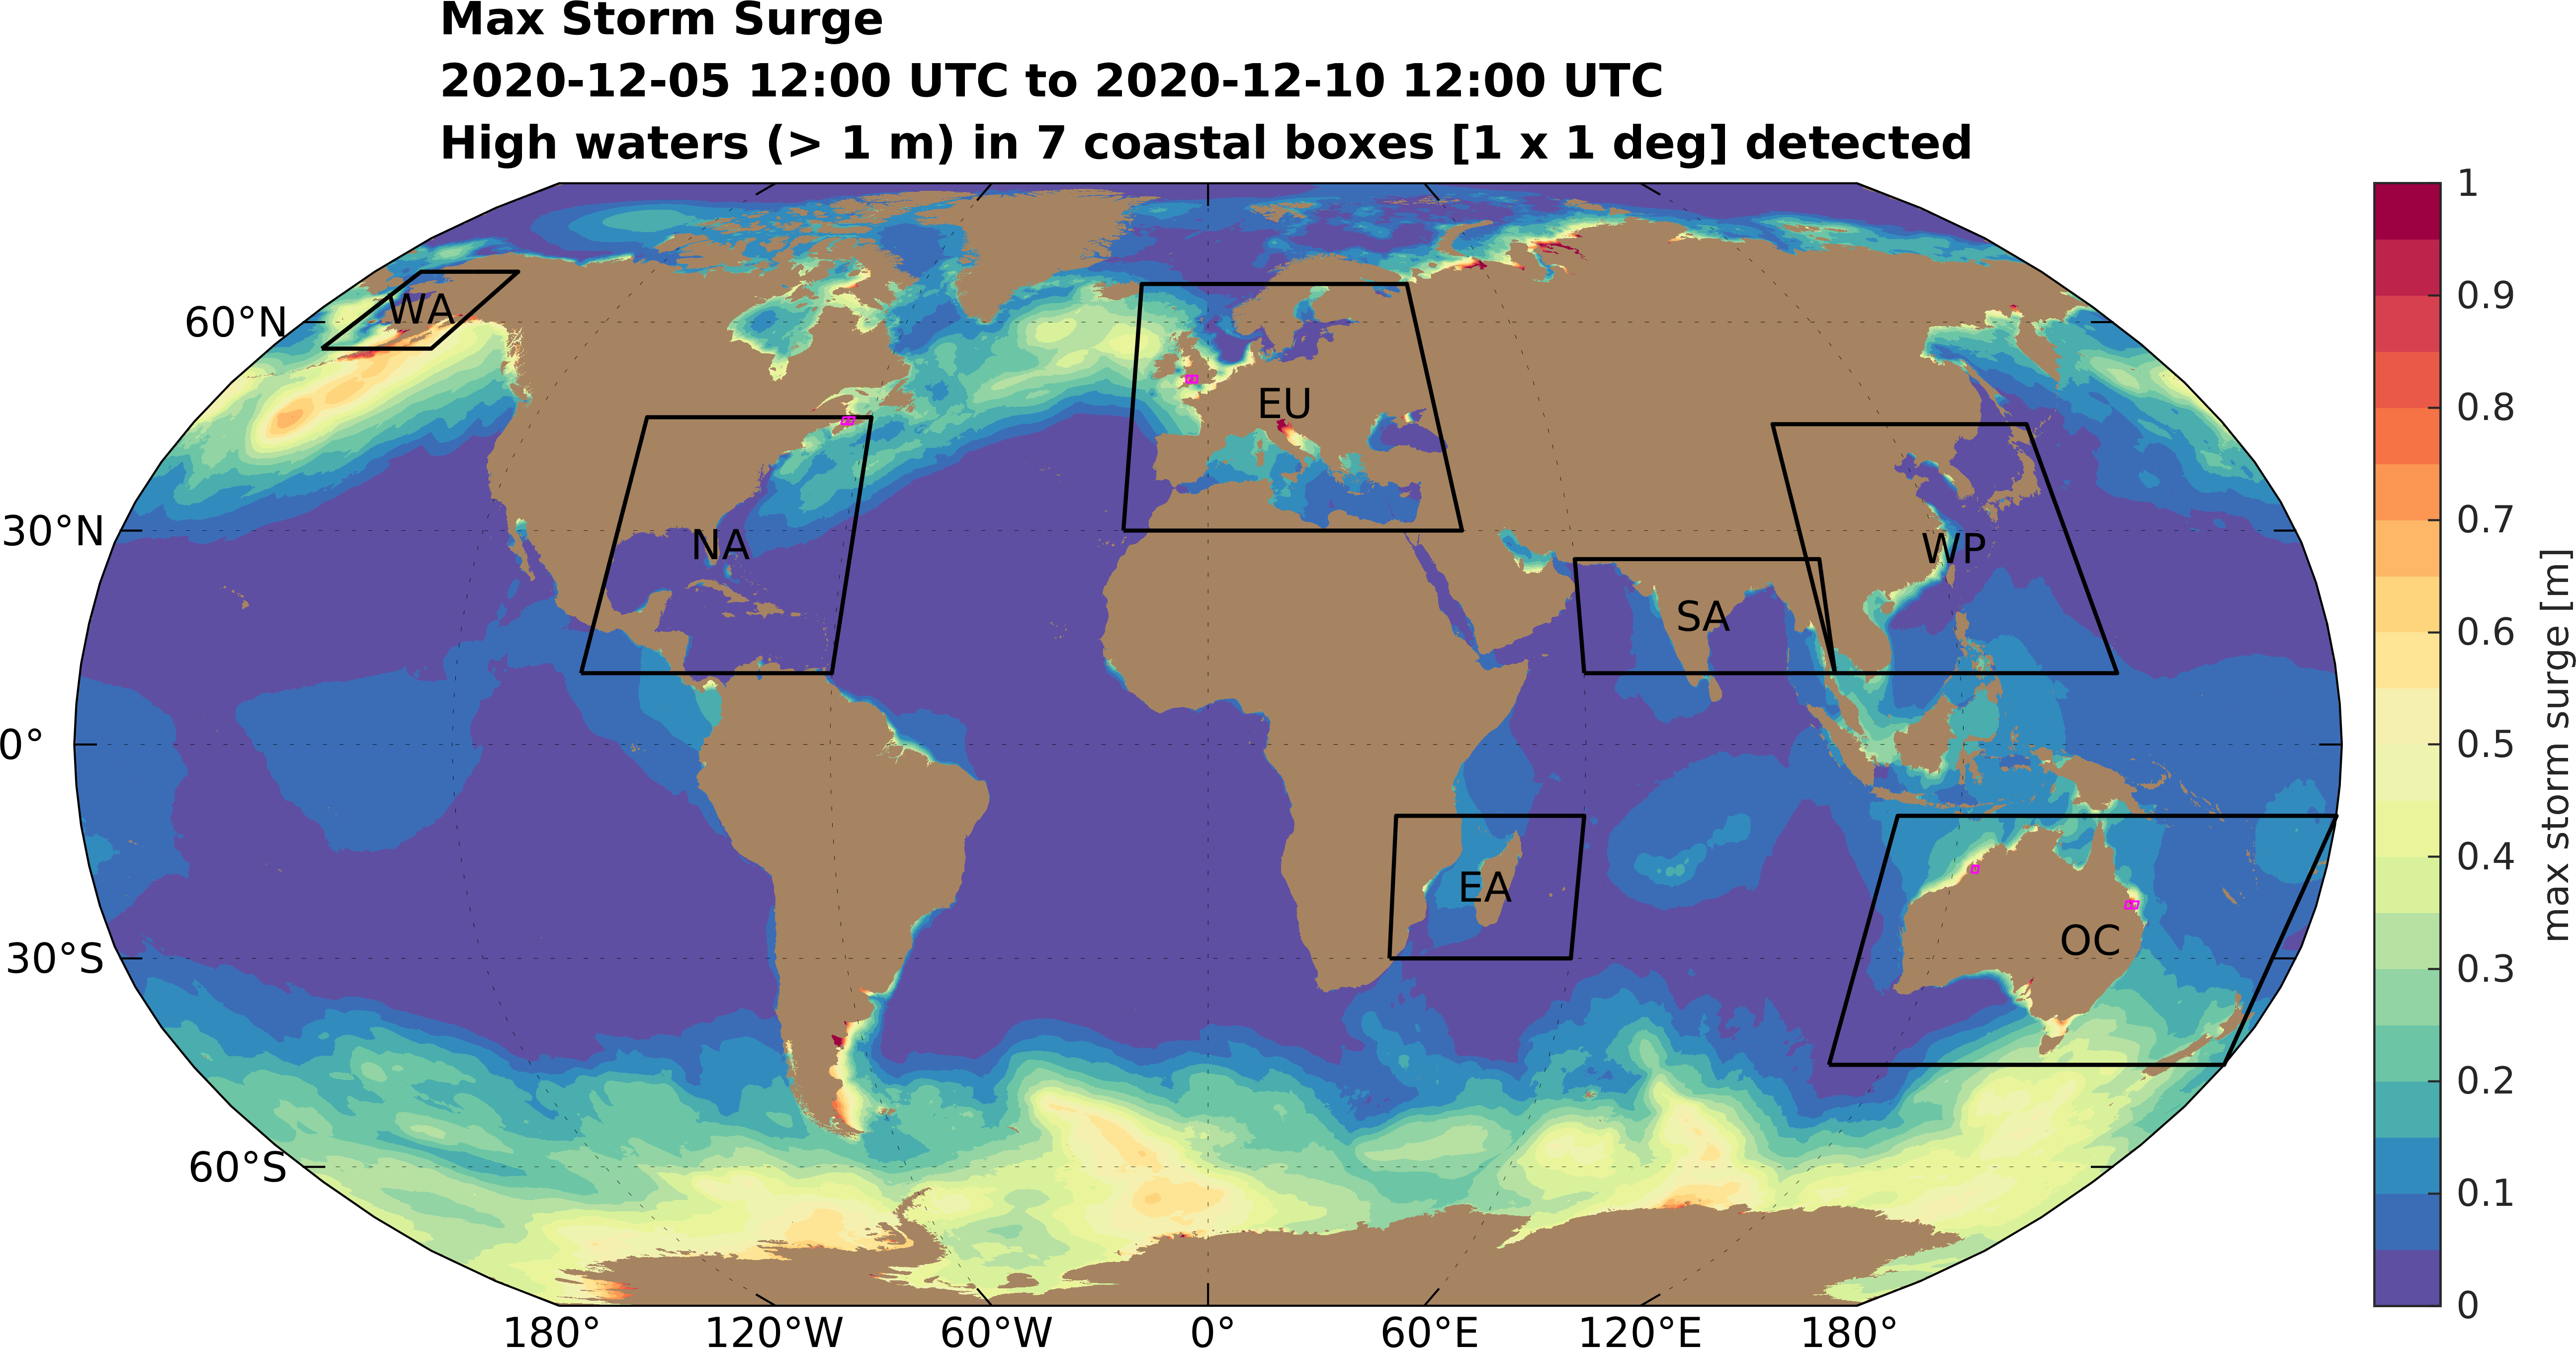 Max Storm Surge
2020-12-05 12:00 UTC to 2020-12-10 12:00 UTC
High waters (> 1 m) in 7 coastal boxes [1 x 1 deg] detected
60°N
30°N
0°
30°S
60°S
WA
NA
EU
SA
WP
EA
OC
180°
120°W
60°W
0°
60°E
120°E
180°
1
0.9
0.8
0.7
0.6
0.5
0.4
0.3
0.2
0.1
0
max storm surge [m]